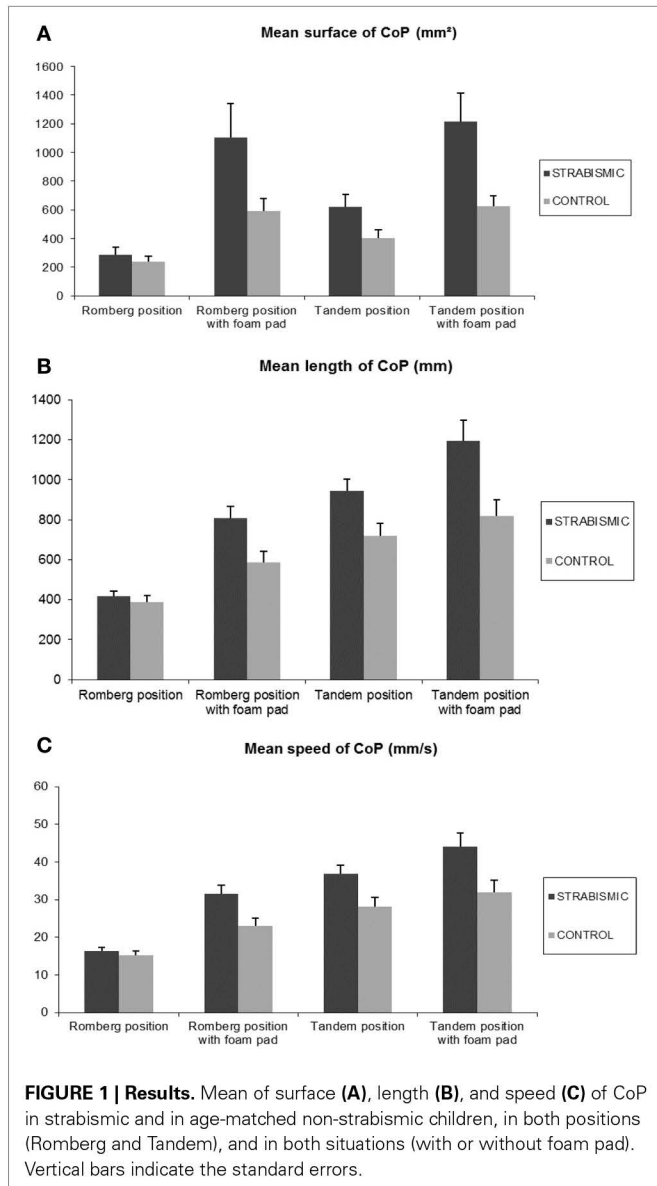 A
Mean surface of CoP (mm²)
1600
1400
1200
1000
800
600
400
200
0
Romberg position
Romberg position
with foam pad
Tandem position
Tandem position
with foam pad
STRABISMIC
CONTROL
B
Mean length of CoP (mm)
1400
1200
1000
800
600
400
200
0
Romberg position
Romberg position
with foam pad
Tandem position
Tandem position
with foam pad
STRABISMIC
CONTROL
C
Mean speed of CoP (mm/s)
60
50
40
30
20
10
0
Romberg position
Romberg position
with foam pad
Tandem position
Tandem position
with foam pad
STRABISMIC
CONTROL
FIGURE 1 | Results. Mean of surface (A), length (B), and speed (C) of CoP
in strabismic and in age-matched non-strabismic children, in both positions
(Romberg and Tandem), and in both situations (with or without foam pad).
Vertical bars indicate the standard errors.